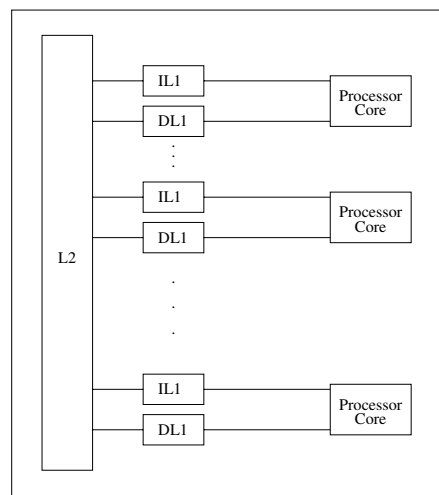 IL1
Processor
Core
DL1
IL1
Processor
Core
DL1
L2
IL1
Processor
Core
DL1